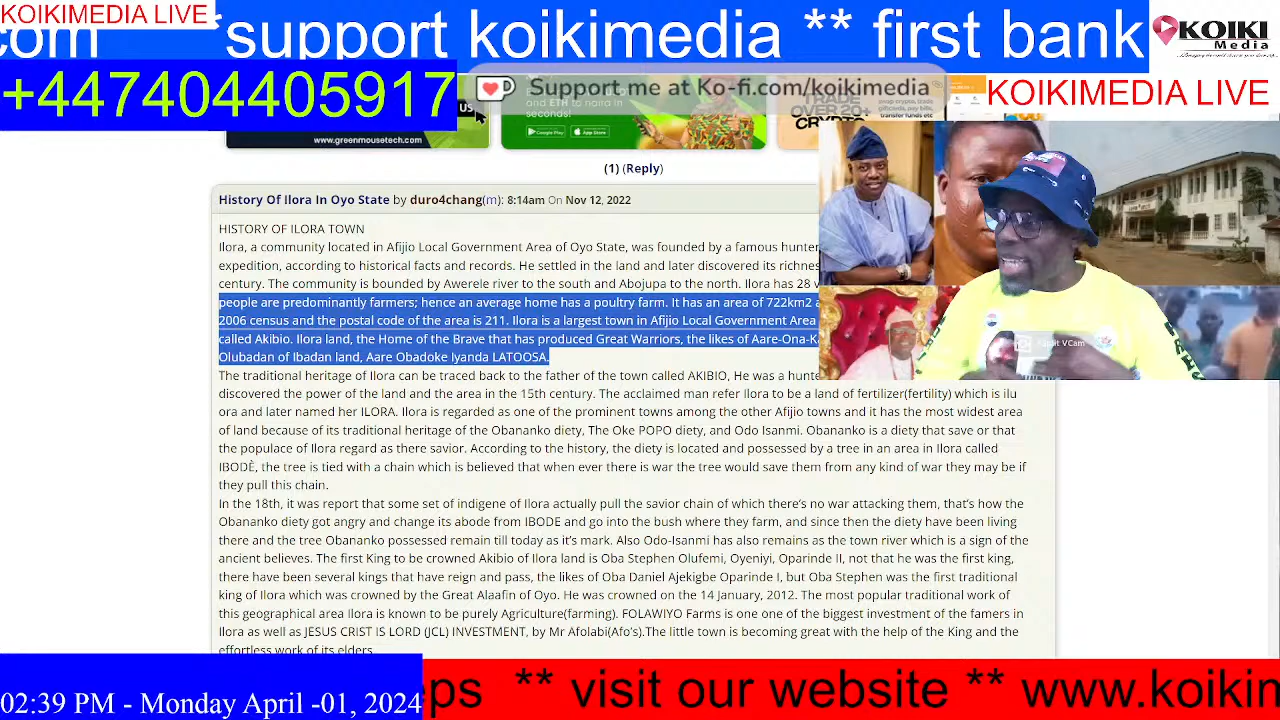 KOIKIMEDIA LIVE
com *support koikimedia ** first bank
KOIKI
Media
+447404405917
Support me at Ko-fi.com/koikimedia
KOIKIMEDIA LIVE
and ETH to naira in
seconds!
Google Play
App Store
www.greenmousetech.com
US
TRADE
OVER 20+
CRYPTO
transfer funds etc
(1) (Reply)
History Of Ilora In Oyo State by duro4chang(m): 8:14am On Nov 12, 2022
HISTORY OF ILORA TOWN
Ilora, a community located in Afijio Local Government Area of Oyo State, was founded by a famous hunter
expedition, according to historical facts and records. He settled in the land and later discovered its richnes
century. The community is bounded by Awerele river to the south and Abojupa to the north. Ilora has 28 v
people are predominantly farmers; hence an average home has a poultry farm. It has an area of 722km2 a
2006 census and the postal code of the area is 211. Ilora is a largest town in Afijio Local Government Area
called Akibio. Ilora land, the Home of the Brave that has produced Great Warriors, the likes of Aare-Ona-K
Olubadan of Ibadan land, Aare Obadoke Iyanda LATOOSA.
The traditional heritage of Ilora can be traced back to the father of the town called AKIBIO, He was a hunte
discovered the power of the land and the area in the 15th century. The acclaimed man refer Ilora to be a land of fertilizer(fertility) which is ilu
ora and later named her ILORA. Ilora is regarded as one of the prominent towns among the other Afijio towns and it has the most widest area
of land because of its traditional heritage of the Obananko diety, The Oke POPO diety, and Odo Isanmi. Obananko is a diety that save or that
the populace of Ilora regard as there savior. According to the history, the diety is located and possessed by a tree in an area in Ilora called
IBODÈ, the tree is tied with a chain which is believed that when ever there is war the tree would save them from any kind of war they may be if
they pull this chain.
In the 18th, it was report that some set of indigene of Ilora actually pull the savior chain of which there's no war attacking them, that's how the
Obananko diety got angry and change its abode from IBODE and go into the bush where they farm, and since then the diety have been living
there and the tree Obananko possessed remain till today as it's mark. Also Odo-Isanmi has also remains as the town river which is a sign of the
ancient believes. The first King to be crowned Akibio of Ilora land is Oba Stephen Olufemi, Oyeniyi, Oparinde II, not that he was the first king,
there have been several kings that have reign and pass, the likes of Oba Daniel Ajekigbe Oparinde I, but Oba Stephen was the first traditional
king of Ilora which was crowned by the Great Alaafin of Oyo. He was crowned on the 14 January, 2012. The most popular traditional work of
this geographical area Ilora is known to be purely Agriculture(farming). FOLAWIYO Farms is one one of the biggest investment of the famers in
Ilora as well as JESUS CRIST IS LORD (JCL) INVESTMENT, by Mr Afolabi(Afo's).The little town is becoming great with the help of the King and the
effortless work of its elders.
VCam
02:39 PM - Monday April -01, 2024
eps ** visit our website ** www.koikin